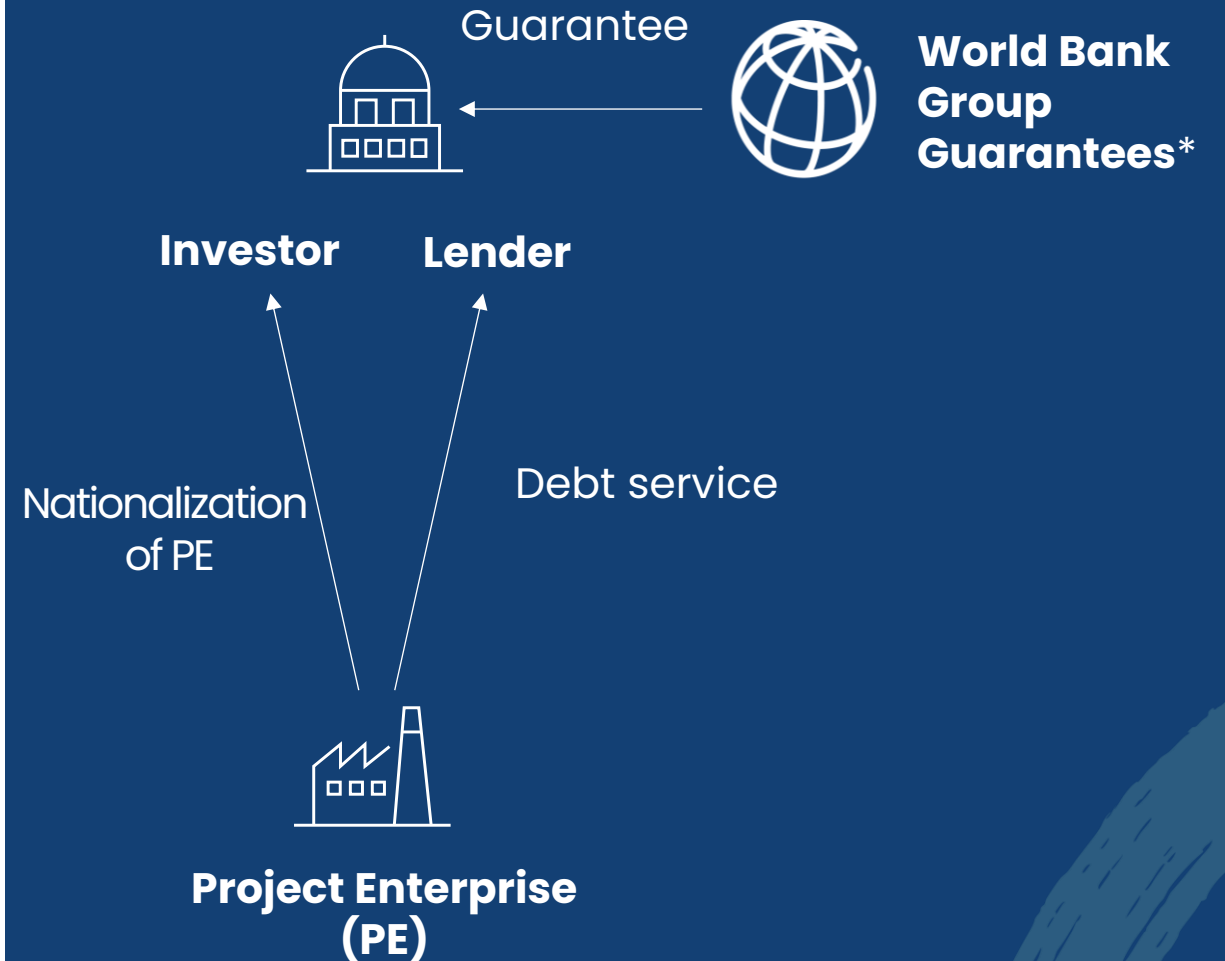 Guarantee
World Bank
Group
Guarantees*
Investor
Lender
Nationalization
of PE
Debt service
Project Enterprise
(PE)